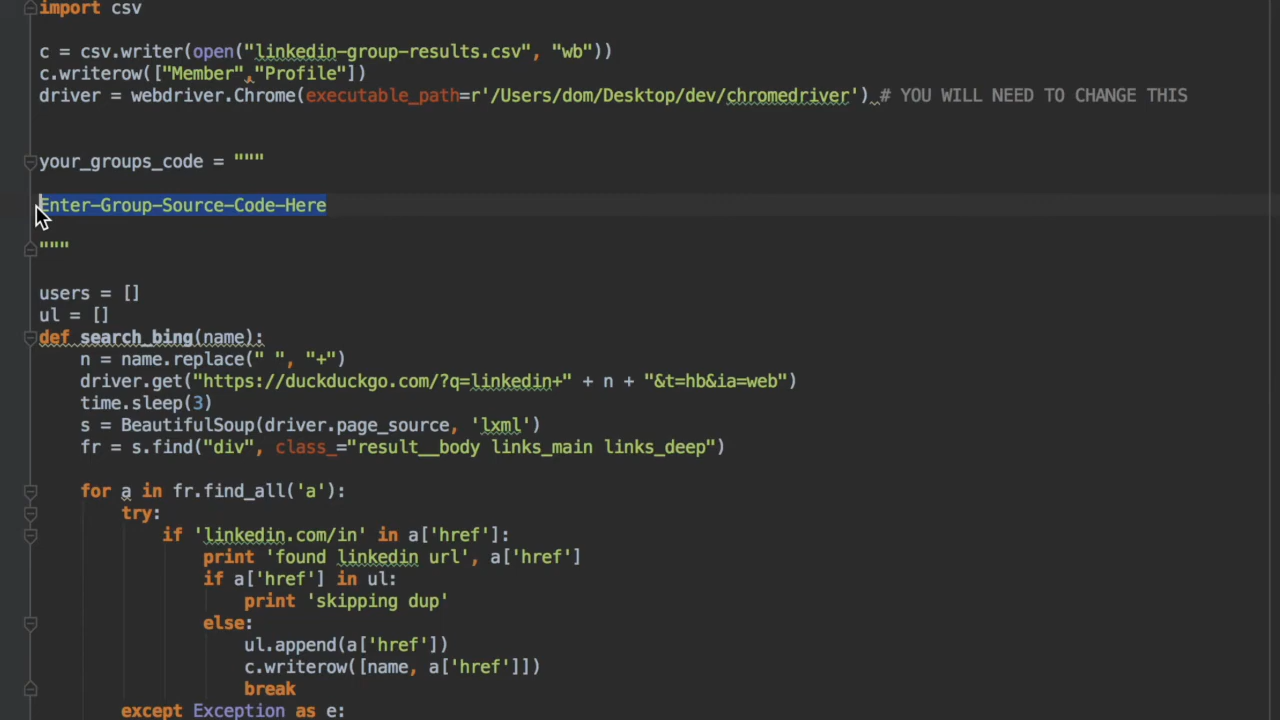 import csv
c = csv.writer(open("linkedin-group-results.csv", "wb"))
c.writerow(["Member","Profile"])
driver = webdriver.Chrome(executable_path=r'/Users/dom/Desktop/dev/chromedriver') # YOU WILL NEED TO CHANGE THIS
your_groups_code = """
Enter-Group-Source-Code-Here
"""
users = []
ul = []
def search_bing(name):
n = name.replace(" ", "+")
driver.get("https://duckduckgo.com/?q=linkedin+" + n + "&t=hb&ia=web")
time.sleep(3)
s = BeautifulSoup(driver.page_source, 'lxml')
fr = s.find("div", class_="result__body links_main links_deep")
for a in fr.find_all('a'):
try:
if 'linkedin.com/in' in a['href']:
print 'found linkedin url', a['href']
if a['href'] in ul:
print 'skipping dup'
else:
ul.append(a['href'])
c.writerow([name, a['href']])
break
except Exception as e: